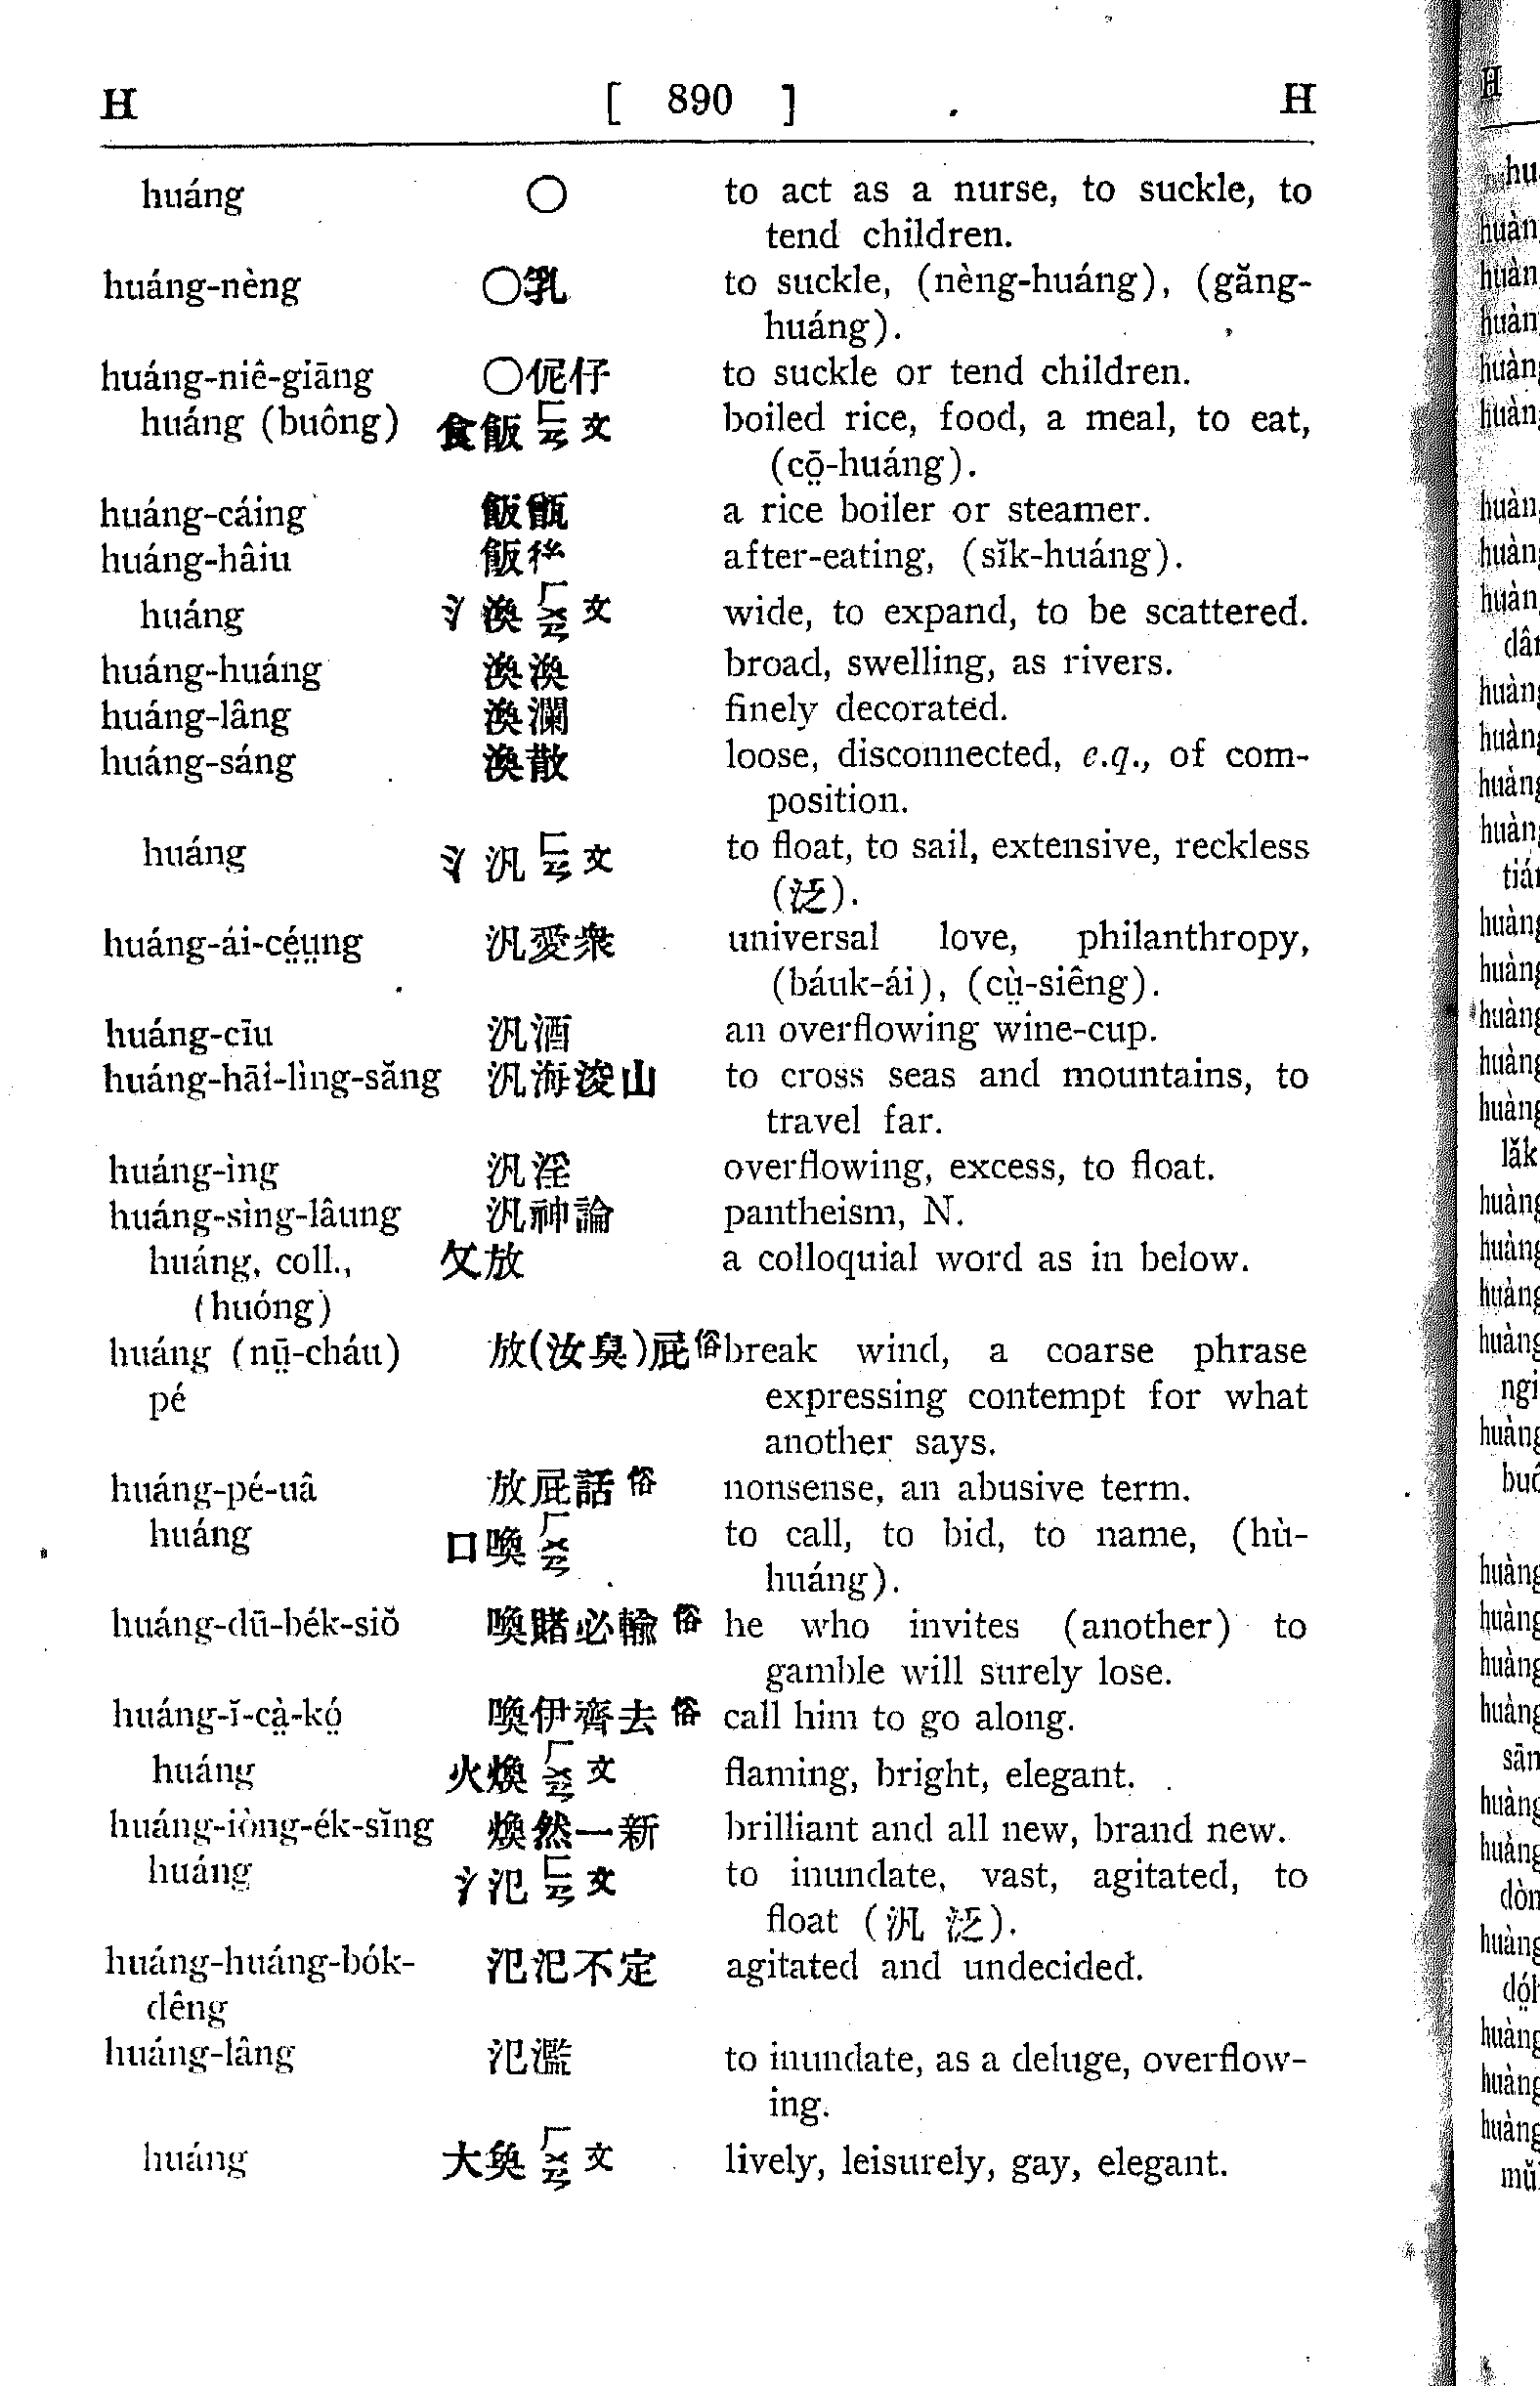 H [ 890 ] H
huáng ○ to act as a nurse, to suckle, to
tend children.
huáng-nèng ○乳 to suckle, (nèng-huáng), (găng-
huáng).
huáng-niê-giāng ○伲仔 to suckle or tend children.
huáng (buông) 食飯 ㄈㄢ 文 boiled rice, food, a meal, to eat,
(cō̤-huáng).
huáng-cáing 飯甑 a rice boiler or steamer.
huáng-hâiu 飯後 after-eating, (sĭk-huáng).
huáng 氵渙 ㄏㄨㄢ 文 wide, to expand, to be scattered.
huáng-huáng 渙渙 broad, swelling, as rivers.
huáng-lâng 渙瀾 finely decorated.
huáng-sáng 渙散 loose, disconnected, e.q., of com-
position.
huáng 氵汎 ㄈㄢ 文 to float, to sail, extensive, reckless
(泛).
huáng-ái-cé̤ṳng 汎愛衆 universal love, philanthropy,
(báuk-ái), (cṳ̀-siêng).
huáng-cīu 汎酒 an overflowing wine-cup.
huáng-hāi-lìng-săng 汎海淩山 to cross seas and mountains, to
travel far.
huáng-ìng 汎淫 overflowing, excess, to float.
huáng-sìng-lâung 汎神論 pantheism, N.
huáng, coll., 攵放 a colloquial word as in below.
(huóng)
huáng (nṳ̄-cháu) 放(汝臭)屁俗 break wind, a coarse phrase
pé expressing contempt for what
another says.
huáng-pé-uâ 放屁話俗 nonsense, an abusive term.
huáng 口喚 ㄏㄨㄢ to call, to bid, to name, (hù-
huáng).
huáng-dū-bék-siŏ 喚賭必輸俗 he who invites (another) to
gamble will surely lose.
huáng-ĭ-cà̤-kó̤ 喚伊齊去俗 call him to go along.
huáng 火煥 ㄏㄨㄢ 文 flaming, bright, elegant.
huáng-iòng-ék-sĭng 煥然一新 brilliant and all new, brand new.
huáng 氵氾 ㄈㄢ 文 to inundate, vast, agitated, to
float (汎 泛).
huáng-huáng-bók- 氾氾不定 agitated and undecided.
dêng
huáng-lâng 氾濫 to inundate, as a deluge, overflow-
ing.
huáng 大奐 ㄏㄨㄢ 文 lively, leisurely, gay, elegant.